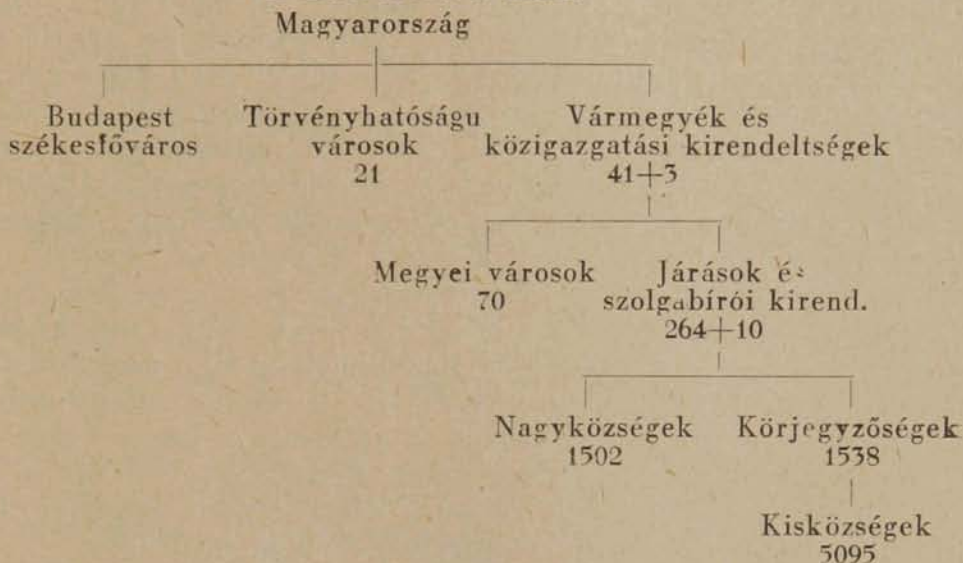 Magyarország
Budapest
székesfőváros
Törvényhatóságu
városok
21
Vármegyék és
közigazgatási kirendeltségek
41+3
Megyei városok
70
Járások és
szolgabírói kirend.
264+10
Nagyközségek
1502
Körjegyzőségek
1538
Kisközségek
5095